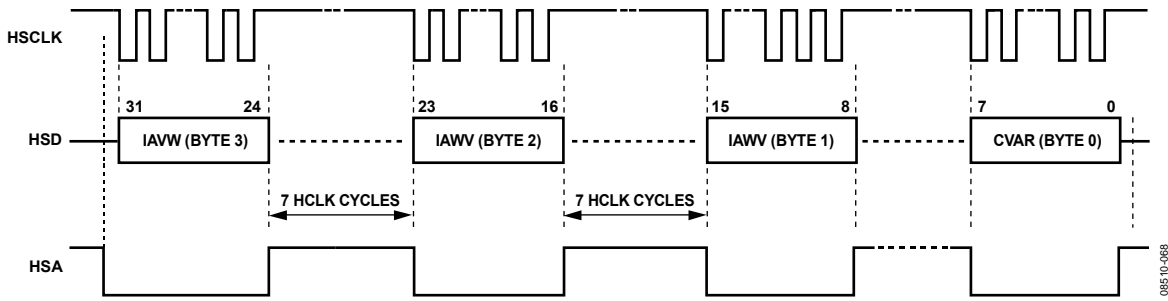 HSCLK
31 24 23 16 15 8 7 0
HSD IAVW (BYTE 3) IAWV (BYTE 2) IAWV (BYTE 1) CVAR (BYTE 0)
7 HCLK CYCLES 7 HCLK CYCLES
HSA
08510-068